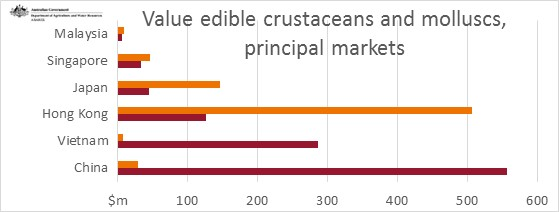 Australian Government
Department of Agriculture and Water Resources
ABARES
Value edible crustaceans and molluscs,
principal markets
Malaysia
Singapore
Japan
Hong Kong
Vietnam
China
$m 100 200 300 400 500 600